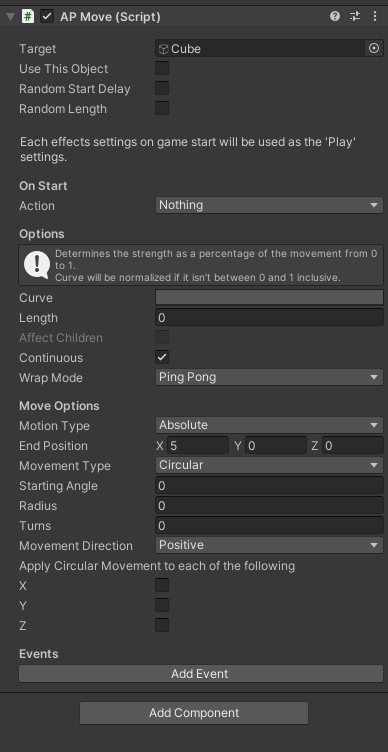 AP Move (Script)
Target Cube
Use This Object
Random Start Delay
Random Length
Each effects settings on game start will be used as the 'Play'
settings.
On Start
Action Nothing
Options
Determines the strength as a percentage of the movement from 0
to 1.
Curve will be normalized if it isn't between 0 and 1 inclusive.
Curve
Length 0
Affect Children
Continuous
Wrap Mode Ping Pong
Move Options
Motion Type Absolute
End Position X 5 Y 0 Z 0
Movement Type Circular
Starting Angle 0
Radius 0
Turns 0
Movement Direction Positive
Apply Circular Movement to each of the following
X
Y
Z
Events
Add Event
Add Component